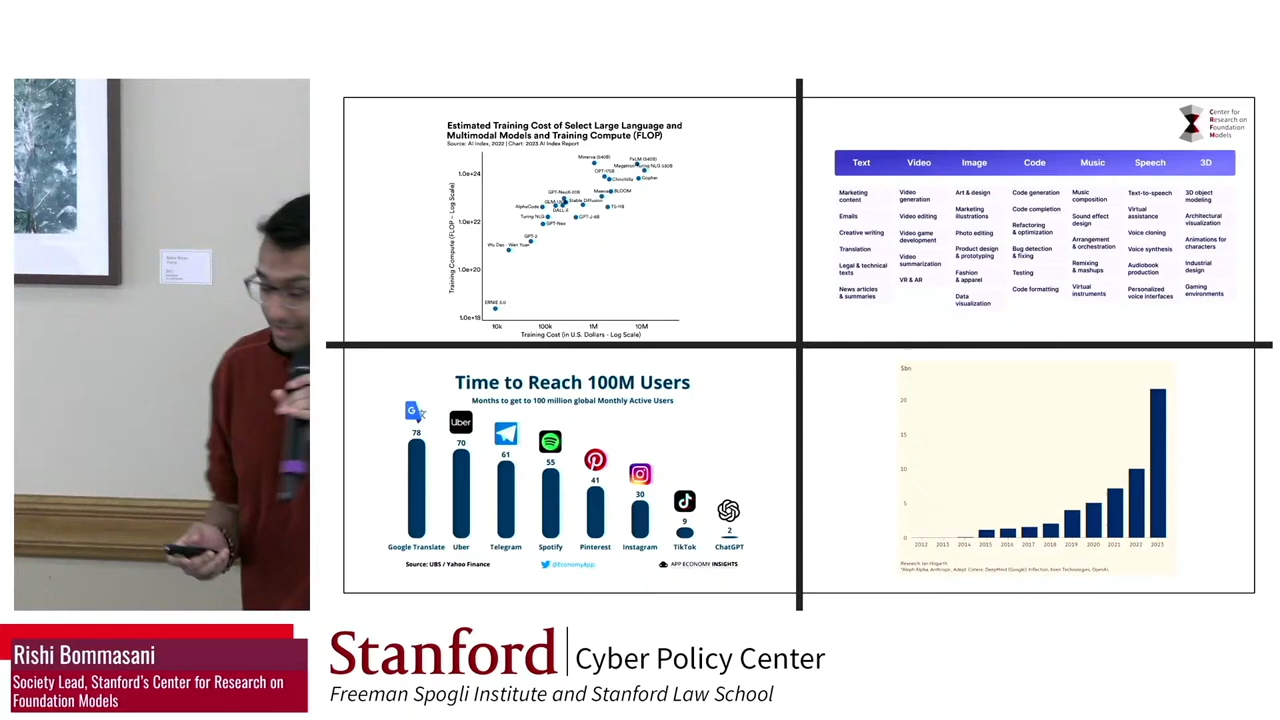 Estimated Training Cost of Select Large Language and
Multimodal Models and Training Compute (FLOP)
Source: AI Index, 2022 | Chart: 2023 AI Index Report
Training Compute (FLOP - Log Scale)
1.0e+24
1.0e+22
1.0e+20
1.0e+18
Minerva (540B)
PaLM (540B)
Megatron-Turing NLG 530B
OPT-175B
Chinchilla
Gopher
GPT-NeoX-20B
BLOOM
Stable Diffusion
AlphaCode
DALL-E
T5-11B
Turing NLG
GPT-J-6B
GPT-Neo
GPT-2
Wu Dao - Wen Yuan
ERNIE 3.0
10k
100k
1M
10M
Training Cost (in U.S. Dollars - Log Scale)
Center for
Research on
Foundation
Models
Text
Video
Image
Code
Music
Speech
3D
Marketing
content
Emails
Creative writing
Translation
Legal & technical
texts
News articles
& summaries
Video
generation
Video editing
Video game
development
Video
summarization
VR & AR
Art & design
Marketing
illustrations
Photo editing
Product design
& prototyping
Fashion
& apparel
Data
visualization
Code generation
Code completion
Refactoring
& optimization
Bug detection
& fixing
Testing
Code formatting
Music
composition
Sound effect
design
Arrangement
& orchestration
Remixing
& mashups
Virtual
instruments
Text-to-speech
Virtual
assistance
Voice cloning
Voice synthesis
Audiobook
production
Personalized
voice interfaces
3D object
modeling
Architectural
visualization
Animations for
characters
Industrial
design
Gaming
environments
Time to Reach 100M Users
Months to get to 100 million global Monthly Active Users
Uber
78
70
61
55
41
30
9
2
Google Translate
Uber
Telegram
Spotify
Pinterest
Instagram
TikTok
ChatGPT
Source: UBS / Yahoo Finance
@EconomyApp
APP ECONOMY INSIGHTS
$bn
20
15
10
5
0
2012
2013
2014
2015
2016
2017
2018
2019
2020
2021
2022
2023
Research: Ian Hogarth
*Aleph Alpha, Anthropic, Adept, Cohere, DeepMind (Google), Inflection, Keen Technologies, OpenAI.
Rishi Bommasani
Society Lead, Stanford's Center for Research on
Foundation Models
Stanford
Cyber Policy Center
Freeman Spogli Institute and Stanford Law School